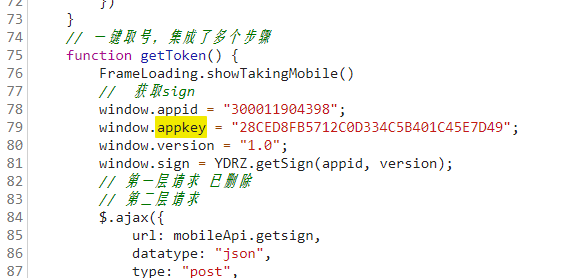 72 })
73 }
74 // 一键取号，集成了多个步骤
75 function getToken() {
76 FrameLoading.showTakingMobile()
77 // 获取sign
78 window.appid = "300011904398";
79 window.appkey = "28CED8FB5712C0D334C5B401C45E7D49";
80 window.version = "1.0";
81 window.sign = YDRZ.getSign(appid, version);
82 // 第一层请求 已删除
83 // 第二层请求
84 $.ajax({
85 url: mobileApi.getsign,
86 datatype: "json",
87 type: "post",